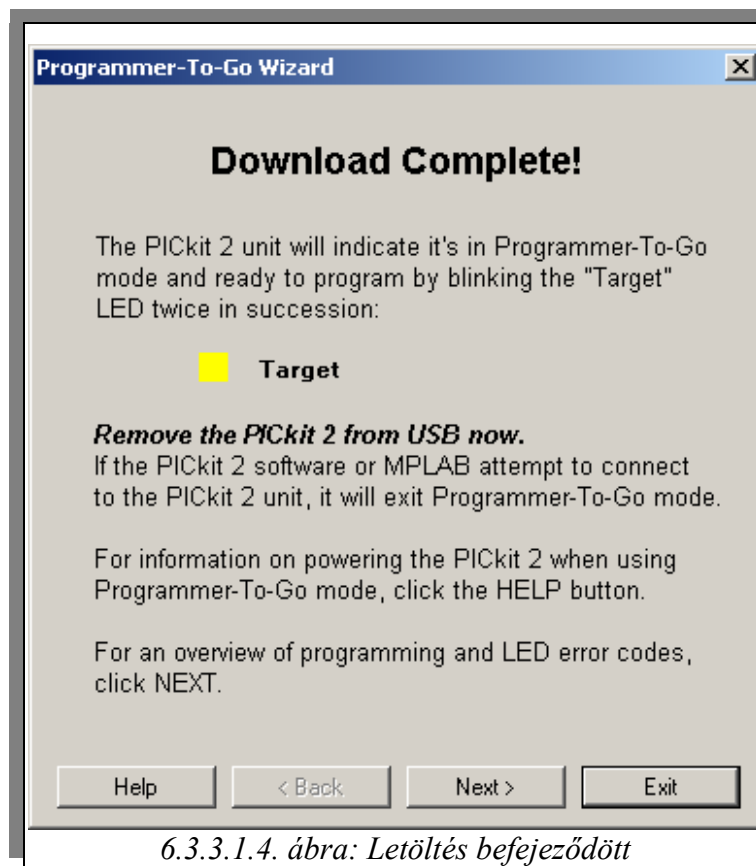 Programmer-To-Go Wizard
Download Complete!
The PICkit 2 unit will indicate it's in Programmer-To-Go
mode and ready to program by blinking the "Target"
LED twice in succession:
Target
Remove the PICkit 2 from USB now.
If the PICkit 2 software or MPLAB attempt to connect
to the PICkit 2 unit, it will exit Programmer-To-Go mode.
For information on powering the PICkit 2 when using
Programmer-To-Go mode, click the HELP button.
For an overview of programming and LED error codes,
click NEXT.
Help < Back Next > Exit
6.3.3.1.4. ábra: Letöltés befejeződött